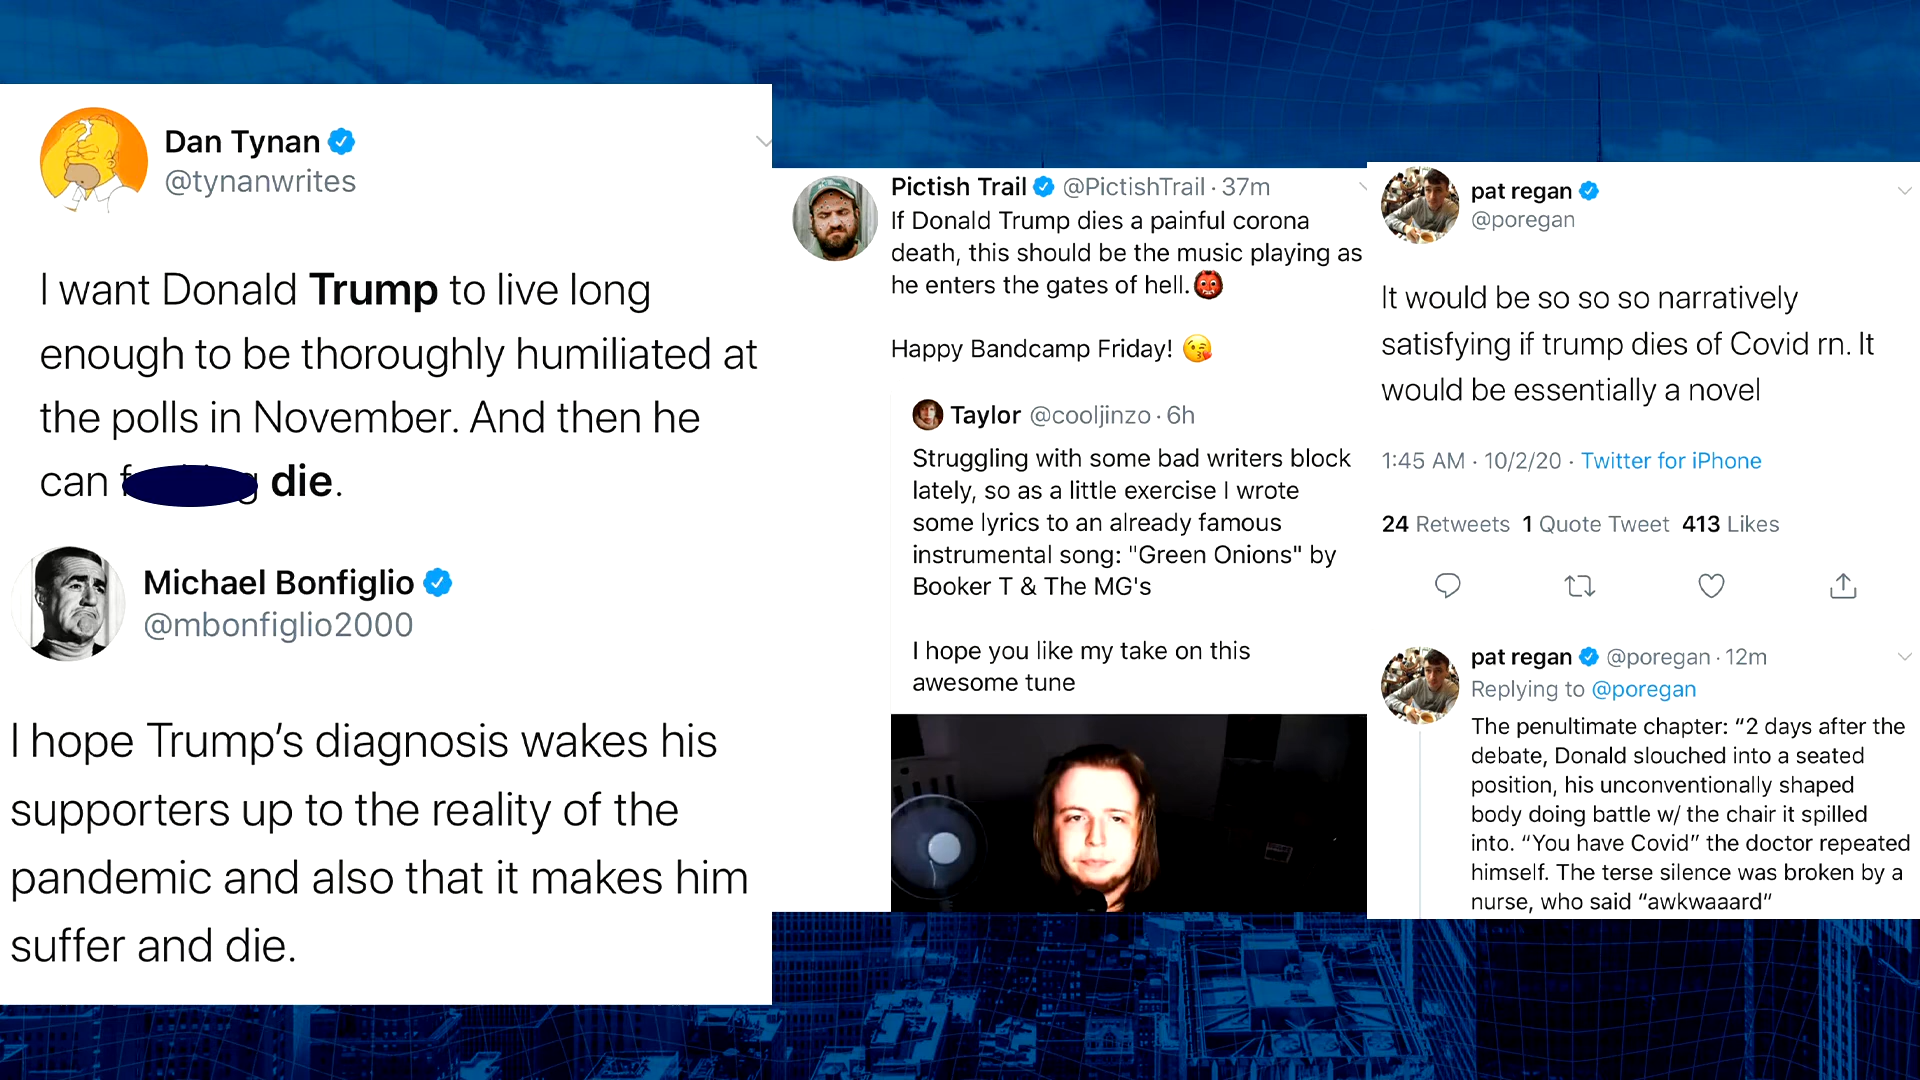 Dan Tynan
@tynanwrites
I want Donald Trump to live long
enough to be thoroughly humiliated at
the polls in November. And then he
can die.
Michael Bonfiglio
@mbonfiglio2000
I hope Trump's diagnosis wakes his
supporters up to the reality of the
pandemic and also that it makes him
suffer and die.
Pictish Trail @PictishTrail · 37m
If Donald Trump dies a painful corona
death, this should be the music playing as
he enters the gates of hell.👹
Happy Bandcamp Friday! 😘
Taylor @cooljinzo · 6h
Struggling with some bad writers block
lately, so as a little exercise I wrote
some lyrics to an already famous
instrumental song: "Green Onions" by
Booker T & The MG's
I hope you like my take on this
awesome tune
pat regan
@poregan
It would be so so so narratively
satisfying if trump dies of Covid rn. It
would be essentially a novel
1:45 AM · 10/2/20 · Twitter for iPhone
24 Retweets 1 Quote Tweet 413 Likes
pat regan @poregan · 12m
Replying to @poregan
The penultimate chapter: “2 days after the
debate, Donald slouched into a seated
position, his unconventionally shaped
body doing battle w/ the chair it spilled
into. “You have Covid” the doctor repeated
himself. The terse silence was broken by a
nurse, who said “awkwaaard”